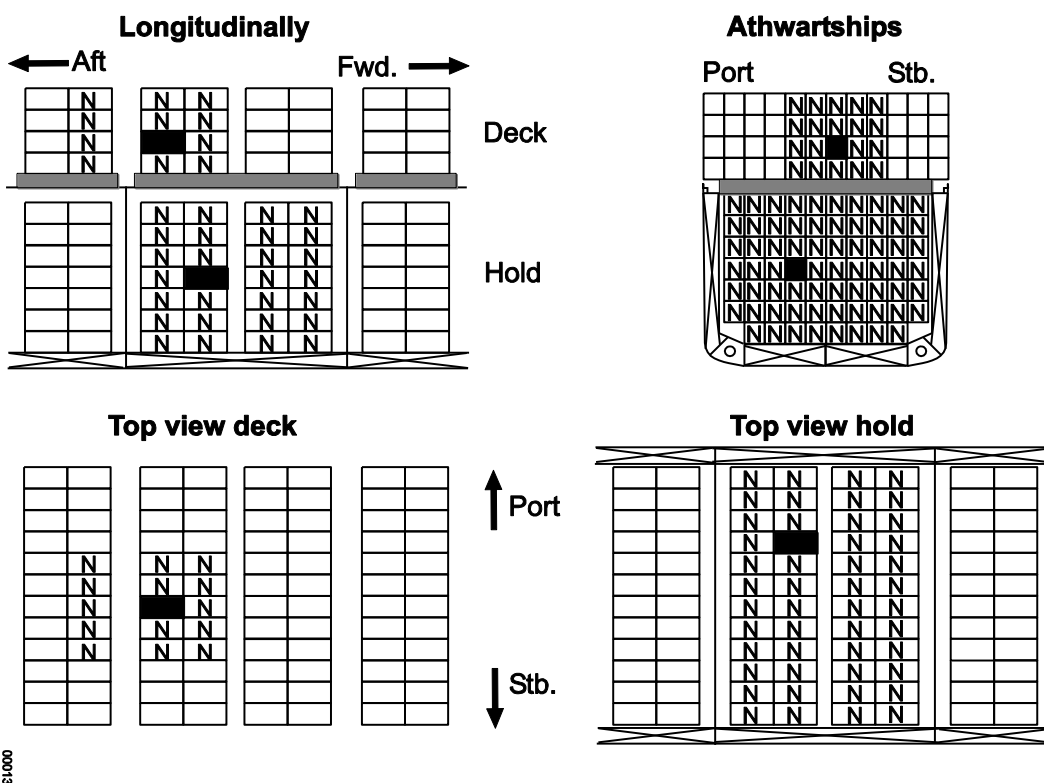 Longitudinally
Aft
Fwd.
N N N
N N N
N N
N N N
Deck
N N N N
N N N N
N N N N
N N N
N N N N
N N N N
N N N N
Hold
Athwartships
Port
Stb.
N N N N N
N N N N N
N N N N
N N N N N
N N N N N N N N N N
N N N N N N N N N N
N N N N N N N N N N
N N N N N N N N N
N N N N N N N N N N
N N N N N N N N N N
N N N N N N N N
Top view deck
N N N
N N N
N N
N N N
N N N
Port
Stb.
Top view hold
N N N N
N N N N
N N N N
N N N
N N N N
N N N N
N N N N
N N N N
N N N N
N N N N
N N N N
N N N N